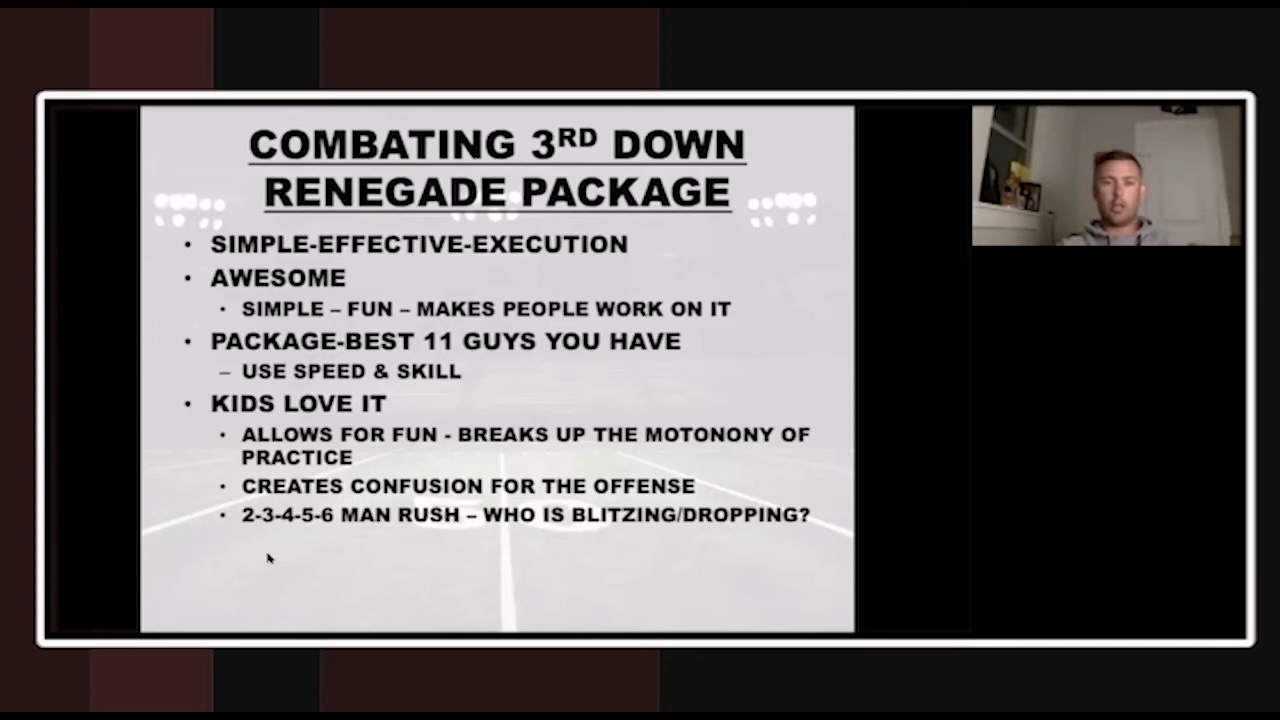 COMBATING 3RD DOWN
RENEGADE PACKAGE
• SIMPLE-EFFECTIVE-EXECUTION
• AWESOME
• SIMPLE – FUN – MAKES PEOPLE WORK ON IT
• PACKAGE-BEST 11 GUYS YOU HAVE
– USE SPEED & SKILL
• KIDS LOVE IT
• ALLOWS FOR FUN - BREAKS UP THE MOTONONY OF
PRACTICE
• CREATES CONFUSION FOR THE OFFENSE
• 2-3-4-5-6 MAN RUSH – WHO IS BLITZING/DROPPING?